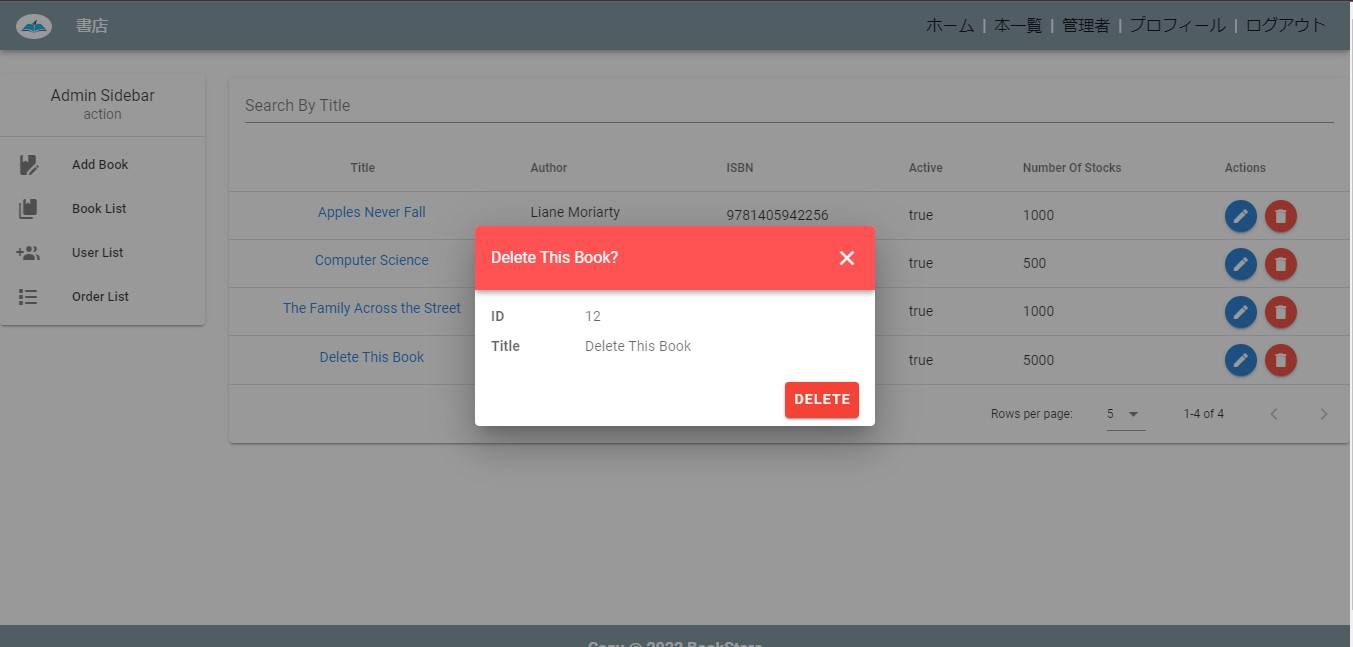 書店
ホーム | 本一覧 | 管理者 | プロフィール | ログアウト
Admin Sidebar
action
Add Book
Book List
User List
Order List
Search By Title
Title Author ISBN Active Number Of Stocks Actions
Apples Never Fall Liane Moriarty 9781405942256 true 1000
Computer Science true 500
The Family Across the Street true 1000
Delete This Book true 5000
Rows per page: 5 1-4 of 4
Delete This Book?
ID 12
Title Delete This Book
DELETE
Copy @ 2022 BookStore